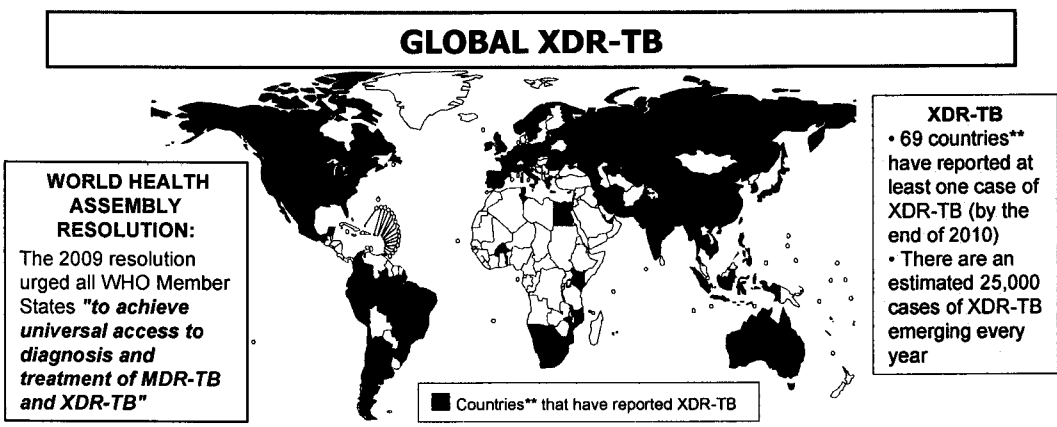 GLOBAL XDR-TB
WORLD HEALTH
ASSEMBLY
RESOLUTION:
The 2009 resolution
urged all WHO Member
States "to achieve
universal access to
diagnosis and
treatment of MDR-TB
and XDR-TB"
XDR-TB
• 69 countries**
have reported at
least one case of
XDR-TB (by the
end of 2010)
• There are an
estimated 25,000
cases of XDR-TB
emerging every
year
Countries** that have reported XDR-TB